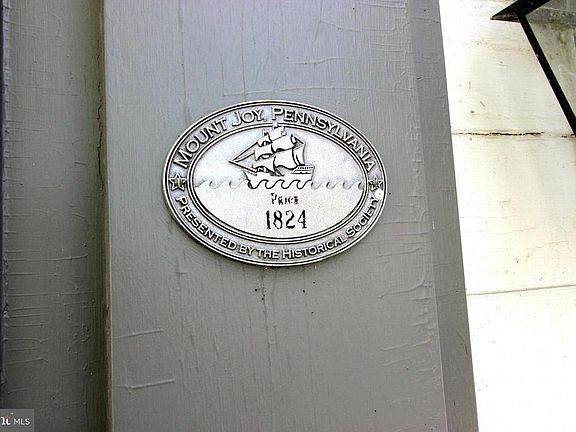 MOUNT JOY, PENNSYLVANIA
PRICE
1824
PRESENTED BY THE HISTORICAL SOCIETY
MLS